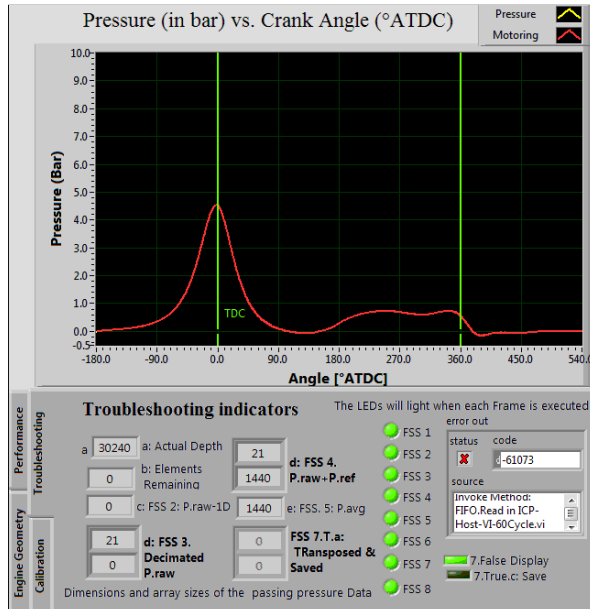 Pressure (in bar) vs. Crank Angle (°ATDC)
Pressure
Motoring
Pressure (Bar)
10.0
9.0
8.0
7.0
6.0
5.0
4.0
3.0
2.0
1.0
0.0
-0.5
TDC
-180.0 -90.0 0.0 90.0 180.0 270.0 360.0 450.0 540.0
Angle [°ATDC]
Performance
Troubleshooting
Engine Geometry
Calibration
Troubleshooting indicators
The LEDs will light when each Frame is executed
a 30240 a: Actual Depth
0 b: Elements Remaining
0 c: FSS 2: P.raw-1D
21
0
d: FSS 3. Decimated P.raw
21
1440
d: FSS 4. P.raw+P.ref
1440 e: FSS. 5: P.avg
0
0
FSS 7.T.a: TRansposed & Saved
Dimensions and array sizes of the passing pressure Data
FSS 1
FSS 2
FSS 3
FSS 4
FSS 5
FSS 6
FSS 7
FSS 8
error out
status code
-61073
source
Invoke Method:
FIFO.Read in ICP-
Host-VI-60Cycle.vi
7.False Display
7.True.c: Save